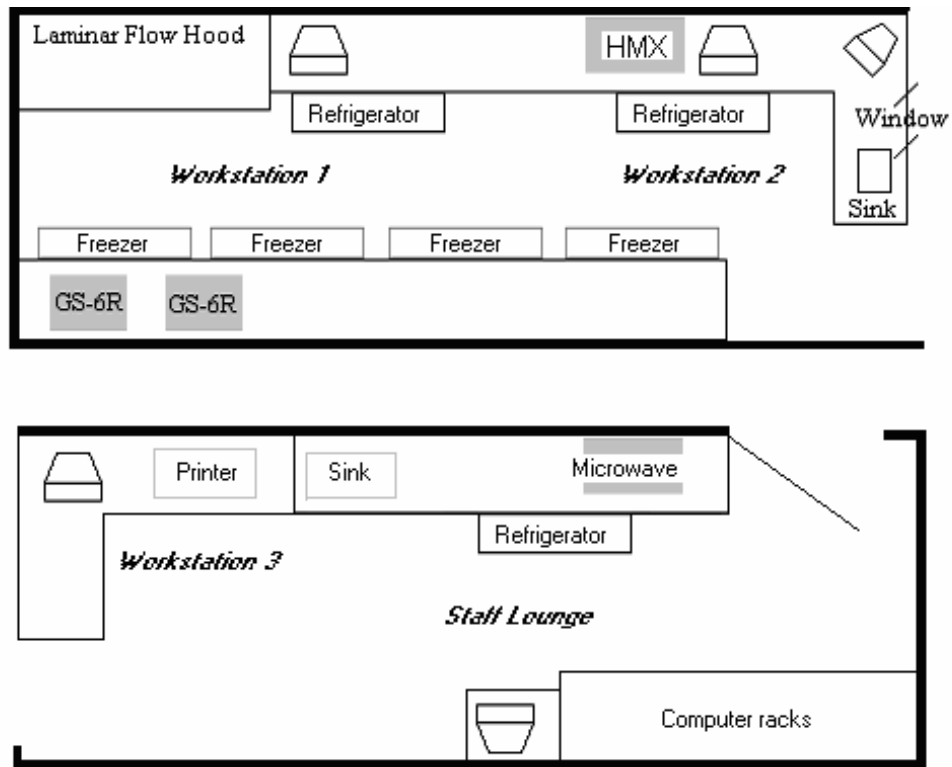 Laminar Flow Hood
HMX
Refrigerator
Refrigerator
Window
Workstation 1
Workstation 2
Sink
Freezer
Freezer
Freezer
Freezer
GS-6R
GS-6R
Printer
Sink
Microwave
Refrigerator
Workstation 3
Staff Lounge
Computer racks